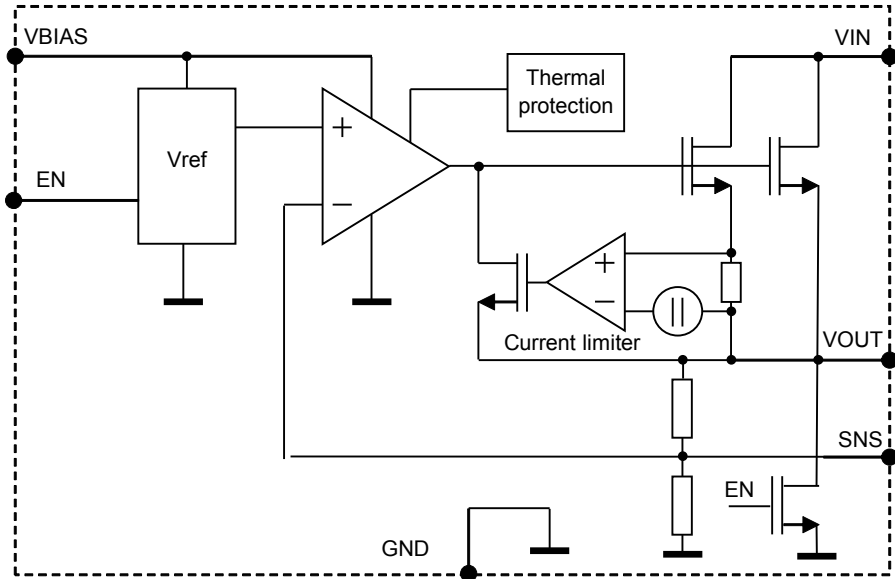 VBIAS
VIN
Thermal
protection
+
Vref
EN
−
+
−
Current limiter
VOUT
SNS
EN
GND